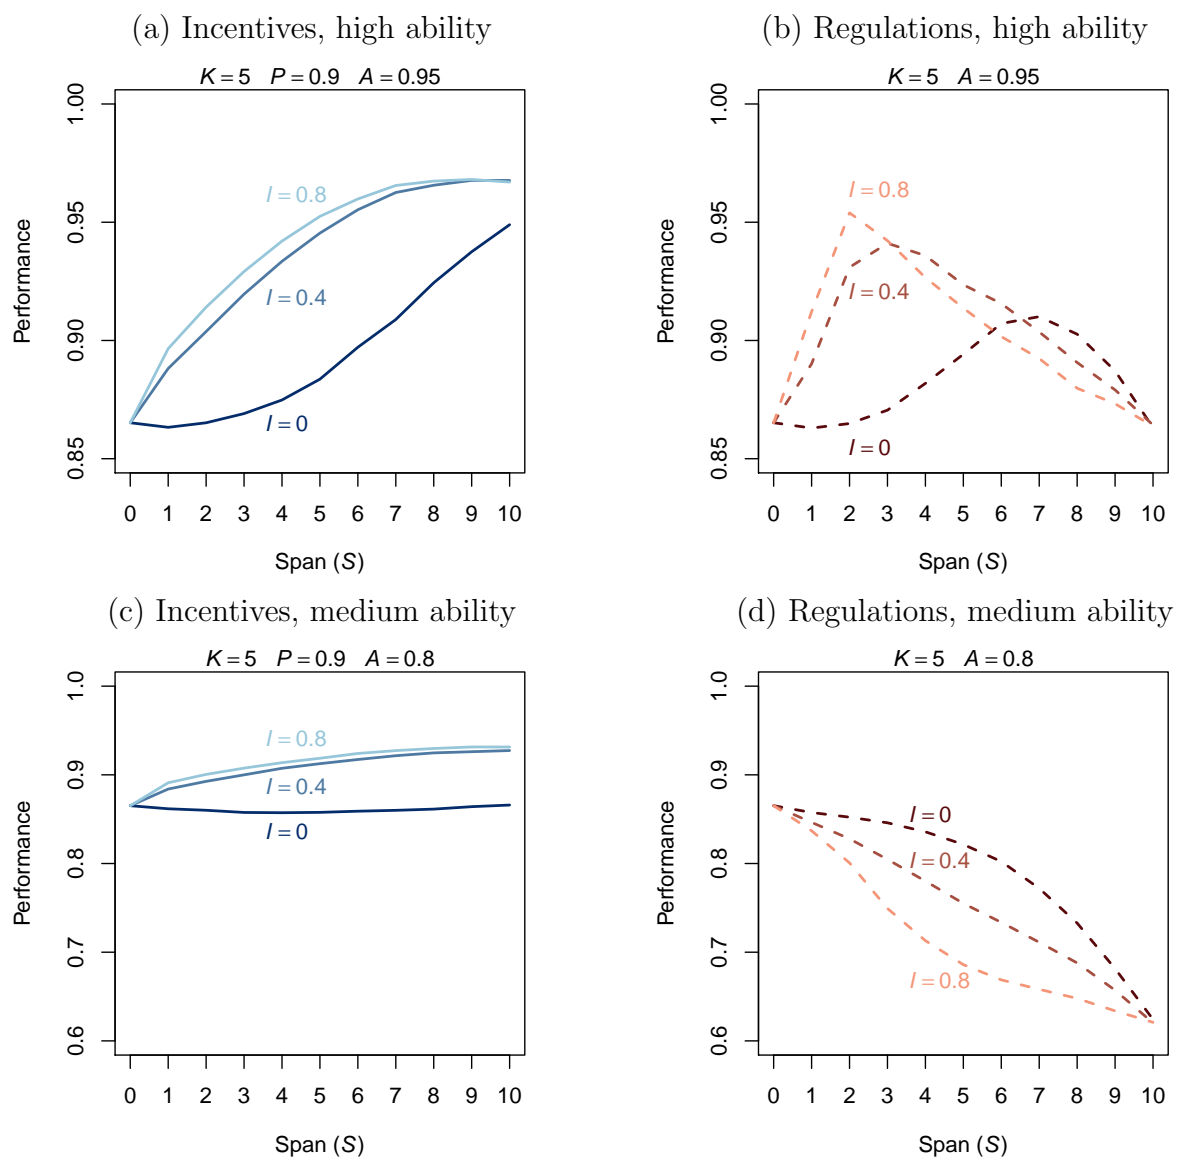 (a) Incentives, high ability
K = 5 P = 0.9 A = 0.95
Performance
1.00
0.95
0.90
0.85
I = 0.8
I = 0.4
I = 0
0 1 2 3 4 5 6 7 8 9 10
Span (S)
(b) Regulations, high ability
K = 5 A = 0.95
Performance
1.00
0.95
0.90
0.85
I = 0.8
I = 0.4
I = 0
0 1 2 3 4 5 6 7 8 9 10
Span (S)
(c) Incentives, medium ability
K = 5 P = 0.9 A = 0.8
Performance
1.0
0.9
0.8
0.7
0.6
I = 0.8
I = 0.4
I = 0
0 1 2 3 4 5 6 7 8 9 10
Span (S)
(d) Regulations, medium ability
K = 5 A = 0.8
Performance
1.0
0.9
0.8
0.7
0.6
I = 0
I = 0.4
I = 0.8
0 1 2 3 4 5 6 7 8 9 10
Span (S)